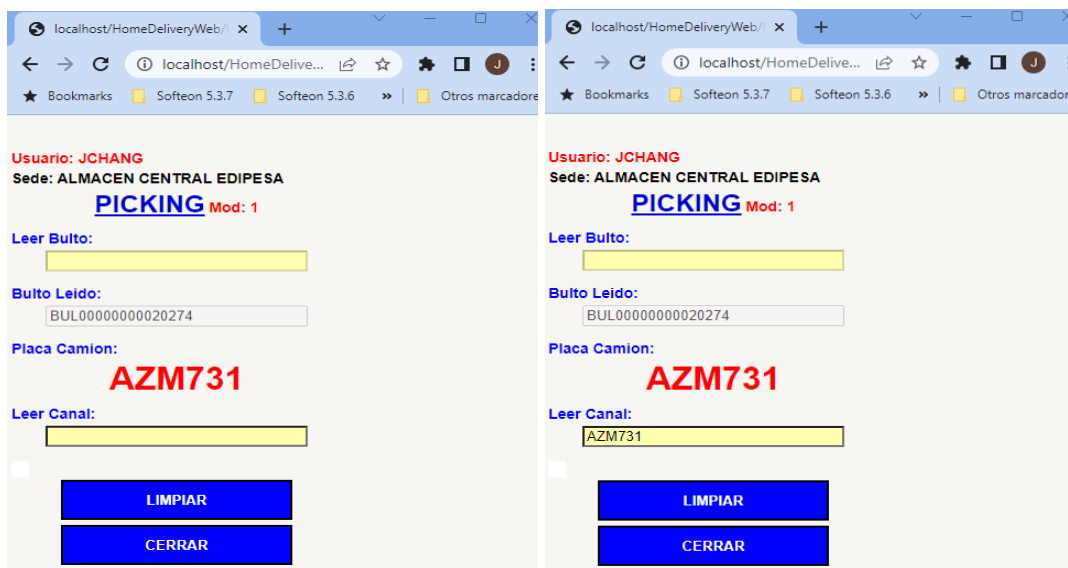 localhost/HomeDeliveryWeb/
localhost/HomeDelive...
J
Bookmarks Softeon 5.3.7 Softeon 5.3.6 » Otros marcadore
Usuario: JCHANG
Sede: ALMACEN CENTRAL EDIPESA
PICKING Mod: 1
Leer Bulto:
Bulto Leido:
BUL00000000020274
Placa Camion:
AZM731
Leer Canal:
LIMPIAR
CERRAR
localhost/HomeDeliveryWeb/
localhost/HomeDelive...
J
Bookmarks Softeon 5.3.7 Softeon 5.3.6 » Otros marcador
Usuario: JCHANG
Sede: ALMACEN CENTRAL EDIPESA
PICKING Mod: 1
Leer Bulto:
Bulto Leido:
BUL00000000020274
Placa Camion:
AZM731
Leer Canal:
AZM731
LIMPIAR
CERRAR